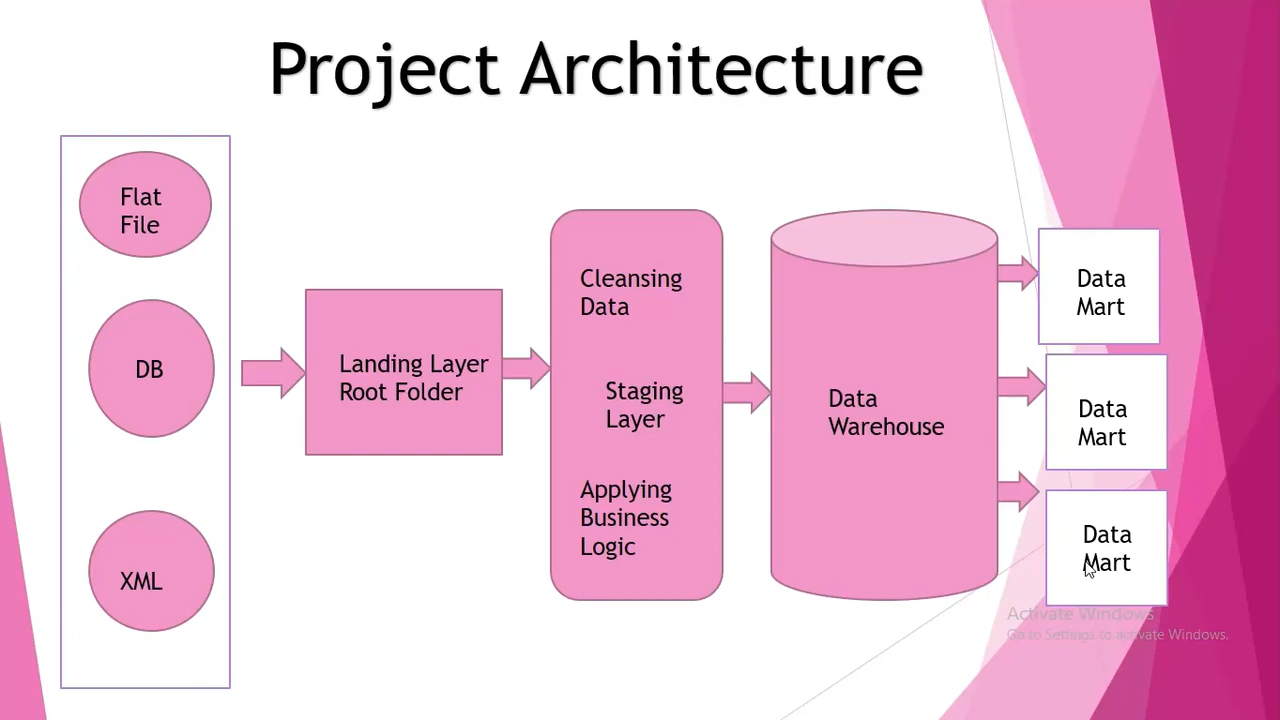 Project Architecture
Flat
File
DB
XML
Landing Layer
Root Folder
Cleansing
Data
Staging
Layer
Applying
Business
Logic
Data
Warehouse
Data
Mart
Data
Mart
Data
Mart
Activate Windows
Go to Settings to activate Windows.